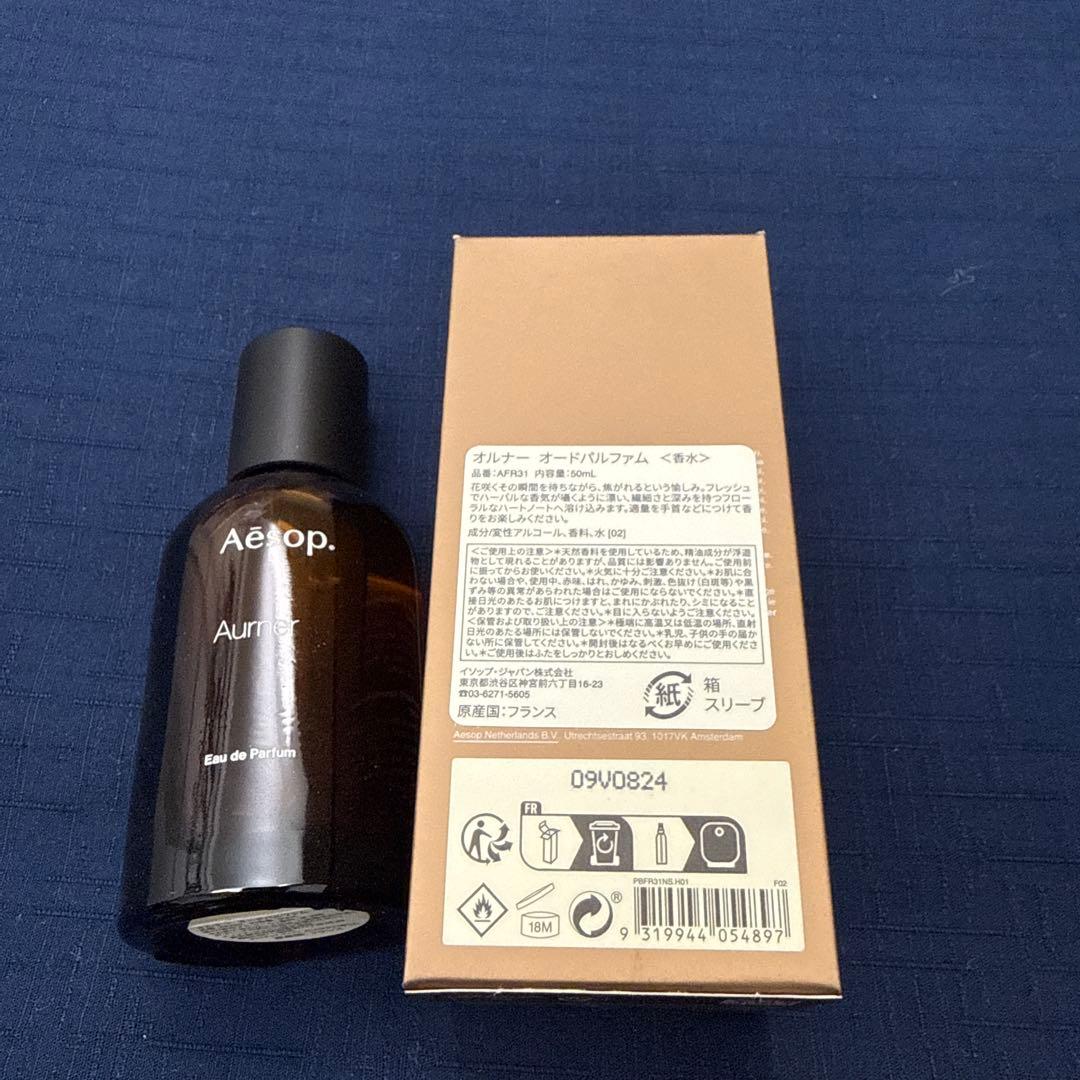 Aēsop.
Aurner
Eau de Parfum
オルナー オードパルファム <香水>
品番:AFR31 内容量:50mL
花咲くその瞬間を待ちながら、焦がれるという愉しみ。フレッシュ
でハーバルな香気が囁くように漂い、繊細さと深みを持つフロー
ラルなハートノートへ溶け込みます。適量を手首などにつけて香
りをお楽しみください。
成分/変性アルコール、香料、水 [02]
<ご使用上の注意>*天然香料を使用しているため、精油成分が浮遊
物として現れることがありますが、品質には影響ありません。ご使用前
に振ってからお使いください。*火気に十分ご注意ください。*お肌に合
わない場合や、使用中、赤味、はれ、かゆみ、刺激、色抜け(白斑等)や黒
ずみ等の異常があらわれた場合はご使用にならないでください。*直
接日光のあたるお肌につけますと、まれにかぶれたり、シミになること
がありますので、ご注意ください。*目に入らないようご注意ください。
<保管および取り扱い上の注意>*極端に高温又は低温の場所、直射
日光のあたる場所には保管しないでください。*乳児、子供の手の届か
ない所に保管してください。*開封後はなるべくお早めにご使用くださ
い。*ご使用後はふたをしっかりとおしめください。
イソップ・ジャパン株式会社
東京都渋谷区神宮前六丁目16-23
☎03-6271-5605
原産国:フランス
紙
箱
スリーブ
Aesop Netherlands B.V. Utrechtsestraat 93, 1017VK Amsterdam
09V0824
FR
PBFR31NS.H01 F02
18M
®
9 319944 054897